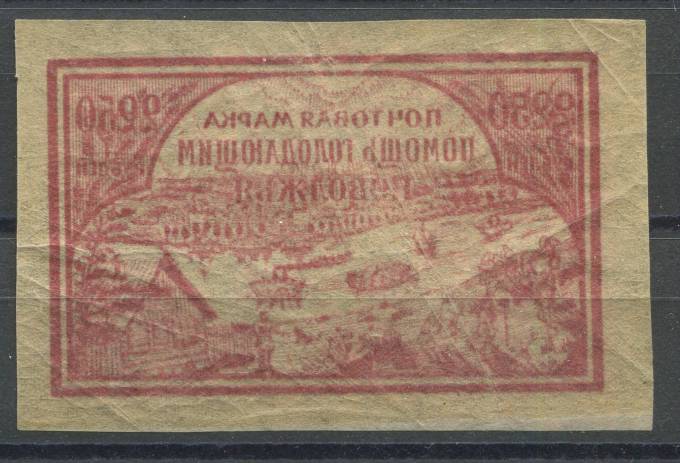 2250 2250
ПОЧТОВАЯ МАРКА.
ПОМОЩЬ ГОЛОДАЮЩИМ
ПОВОЛЖЬЯ